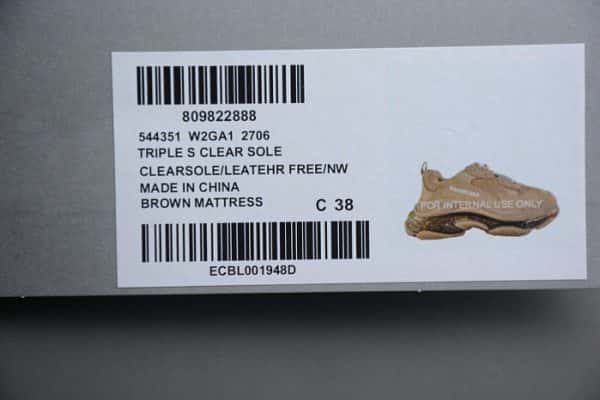 809822888
544351 W2GA1 2706
TRIPLE S CLEAR SOLE
CLEARSOLE/LEATEHR FREE/NW
MADE IN CHINA
BROWN MATTRESS C 38
ECBL001948D
FOR INTERNAL USE ONLY